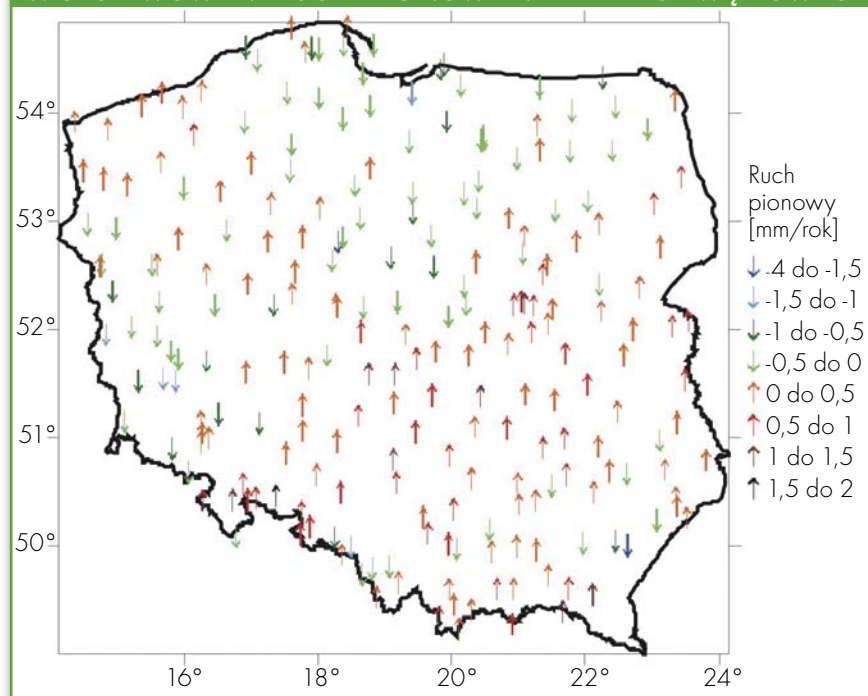 54°
53°
52°
51°
50°
16°
18°
20°
22°
24°
Ruch
pionowy
[mm/rok]
-4 do -1,5
-1,5 do -1
-1 do -0,5
-0,5 do 0
0 do 0,5
0,5 do 1
1 do 1,5
1,5 do 2